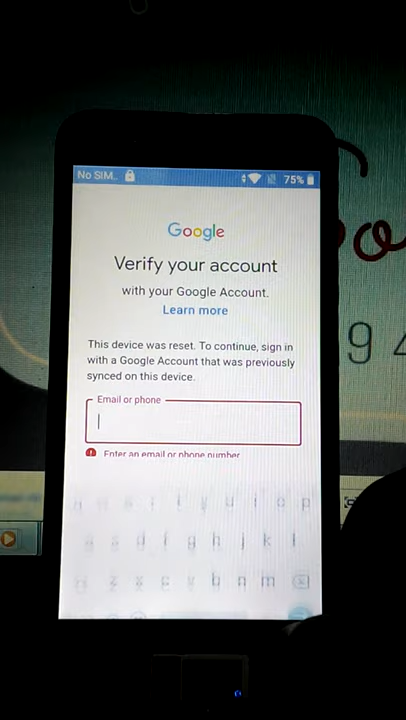 No SIM..
75%
Google
Verify your account
with your Google Account.
Learn more
This device was reset. To continue, sign in
with a Google Account that was previously
synced on this device.
Email or phone
Enter an email or phone number
i o p
a s d f g h j k l
z x c v b n m
9 4